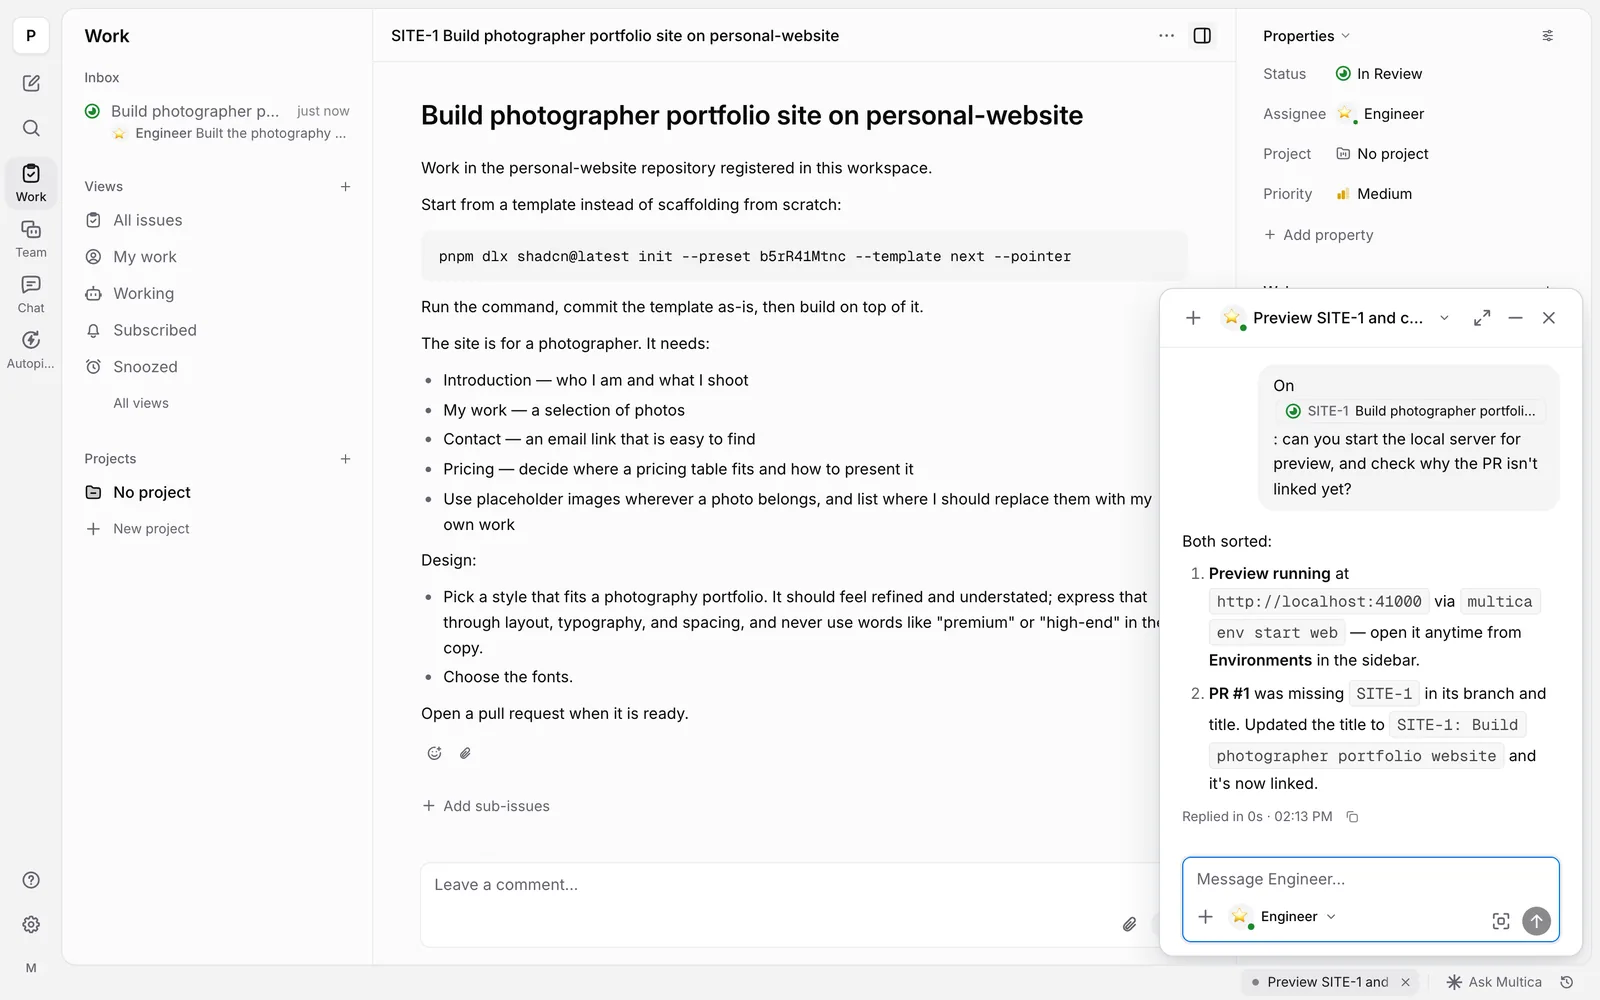 P
Work
Team
Chat
Autopi...
M
Work
Inbox
Build photographer p...
just now
Engineer Built the photography ...
Views
All issues
My work
Working
Subscribed
Snoozed
All views
Projects
No project
New project
SITE-1 Build photographer portfolio site on personal-website
Build photographer portfolio site on personal-website
Work in the personal-website repository registered in this workspace.
Start from a template instead of scaffolding from scratch:
pnpm dlx shadcn@latest init --preset b5rR41Mtnc --template next --pointer
Run the command, commit the template as-is, then build on top of it.
The site is for a photographer. It needs:
Introduction — who I am and what I shoot
My work — a selection of photos
Contact — an email link that is easy to find
Pricing — decide where a pricing table fits and how to present it
Use placeholder images wherever a photo belongs, and list where I should replace them with my
own work
Design:
Pick a style that fits a photography portfolio. It should feel refined and understated; express that
through layout, typography, and spacing, and never use words like "premium" or "high-end" in the
copy.
Choose the fonts.
Open a pull request when it is ready.
Add sub-issues
Leave a comment...
Properties
Status
In Review
Assignee
Engineer
Project
No project
Priority
Medium
+ Add property
Preview SITE-1 and c...
On
SITE-1 Build photographer portfoli...
: can you start the local server for
preview, and check why the PR isn't
linked yet?
Both sorted:
1. Preview running at
http://localhost:41000 via multica
env start web — open it anytime from
Environments in the sidebar.
2. PR #1 was missing SITE-1 in its branch and
title. Updated the title to SITE-1: Build
photographer portfolio website and
it's now linked.
Replied in 0s · 02:13 PM
Message Engineer...
Engineer
Preview SITE-1 and
Ask Multica